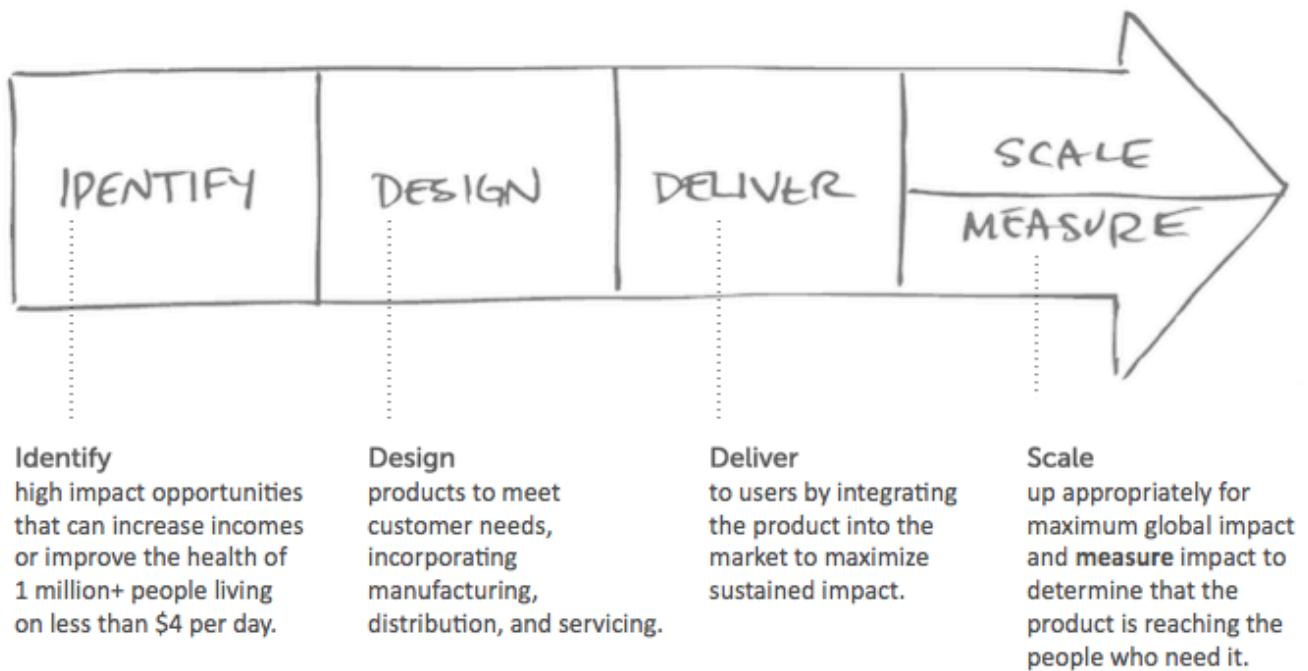 IDENTIFY
DESIGN
DELIVER
SCALE
MEASURE
Identify
high impact opportunities
that can increase incomes
or improve the health of
1 million+ people living
on less than $4 per day.
Design
products to meet
customer needs,
incorporating
manufacturing,
distribution, and servicing.
Deliver
to users by integrating
the product into the
market to maximize
sustained impact.
Scale
up appropriately for
maximum global impact
and measure impact to
determine that the
product is reaching the
people who need it.